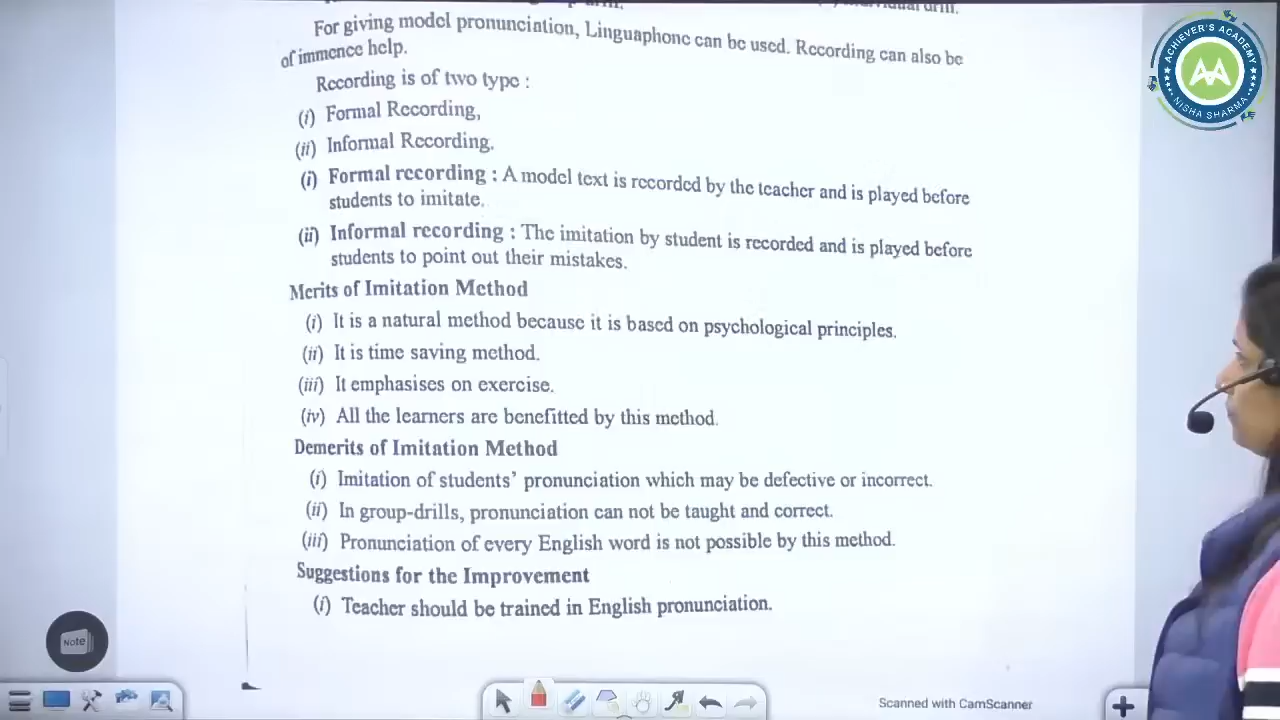 For giving model pronunciation, Linguaphone can be used. Recording can also be
of immence help.
Recording is of two type :
(i) Formal Recording,
(ii) Informal Recording.
(i) Formal recording : A model text is recorded by the teacher and is played before
students to imitate.
(ii) Informal recording : The imitation by student is recorded and is played before
students to point out their mistakes.
Merits of Imitation Method
(i) It is a natural method because it is based on psychological principles.
(ii) It is time saving method.
(iii) It emphasises on exercise.
(iv) All the learners are benefitted by this method.
Demerits of Imitation Method
(i) Imitation of students' pronunciation which may be defective or incorrect.
(ii) In group-drills, pronunciation can not be taught and correct.
(iii) Pronunciation of every English word is not possible by this method.
Suggestions for the Improvement
(i) Teacher should be trained in English pronunciation.
Scanned with CamScanner
Note
ACHIEVER'S ACADEMY
AA
NISHA SHARMA